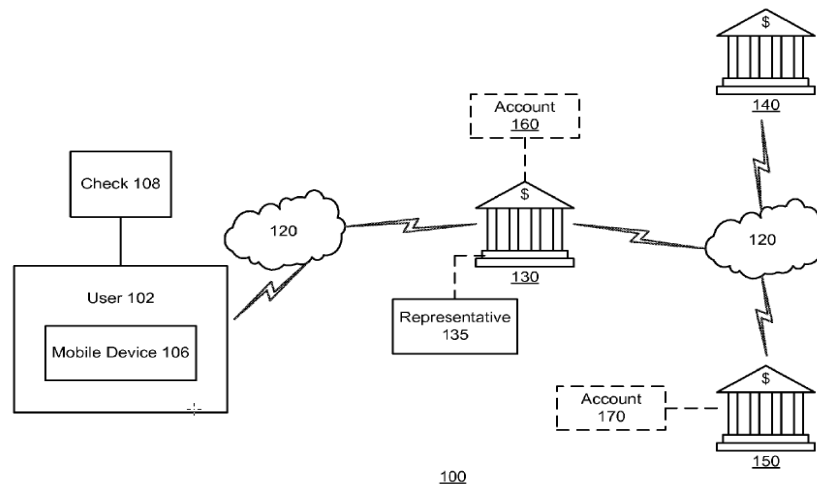 $
140
Account
160
Check 108
$
120
120
130
User 102
Representative
135
Mobile Device 106
$
Account
170
150
100